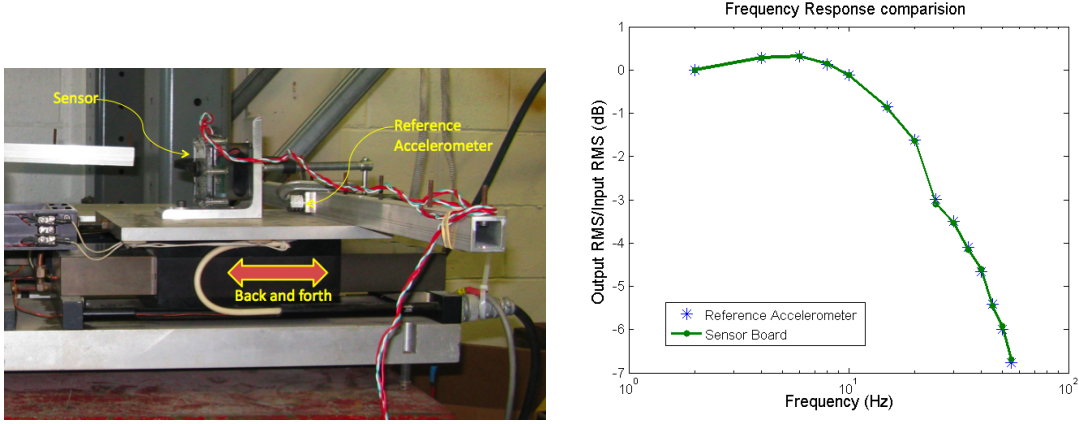 Sensor
Reference
Accelerometer
Back and forth
Frequency Response comparision
Output RMS/Input RMS (dB)
1
0
-1
-2
-3
-4
-5
-6
-7
Reference Accelerometer
Sensor Board
10^0
10^1
10^2
Frequency (Hz)